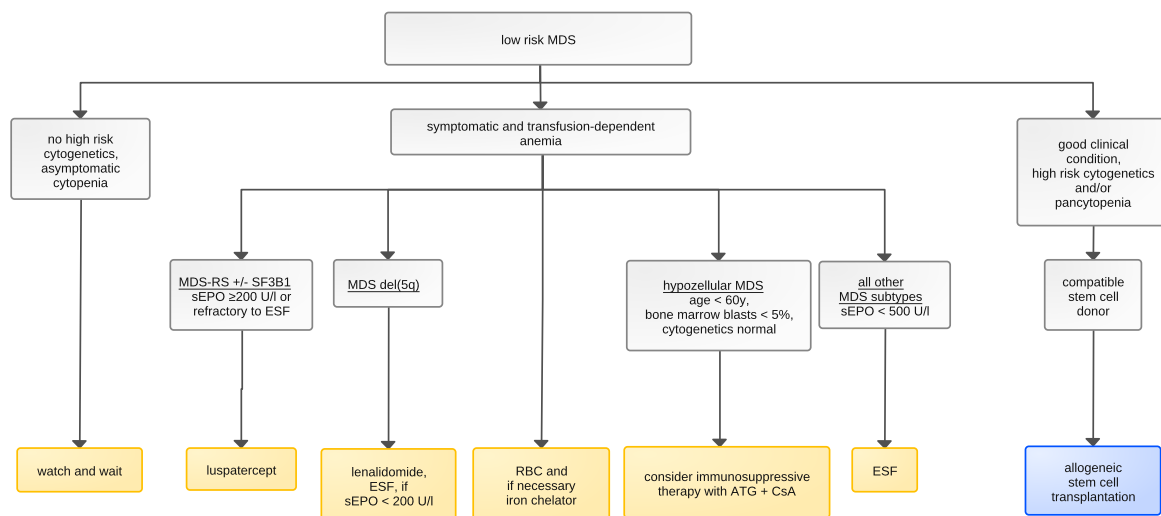 low risk MDS
no high risk
cytogenetics,
asymptomatic
cytopenia
symptomatic and transfusion-dependent
anemia
good clinical
condition,
high risk cytogenetics
and/or
pancytopenia
MDS-RS +/- SF3B1
sEPO ≥200 U/l or
refractory to ESF
MDS del(5q)
hypozellular MDS
age < 60y,
bone marrow blasts < 5%,
cytogenetics normal
all other
MDS subtypes
sEPO < 500 U/l
compatible
stem cell
donor
watch and wait
luspatercept
lenalidomide,
ESF, if
sEPO < 200 U/l
RBC and
if necessary
iron chelator
consider immunosuppressive
therapy with ATG + CsA
ESF
allogeneic
stem cell
transplantation